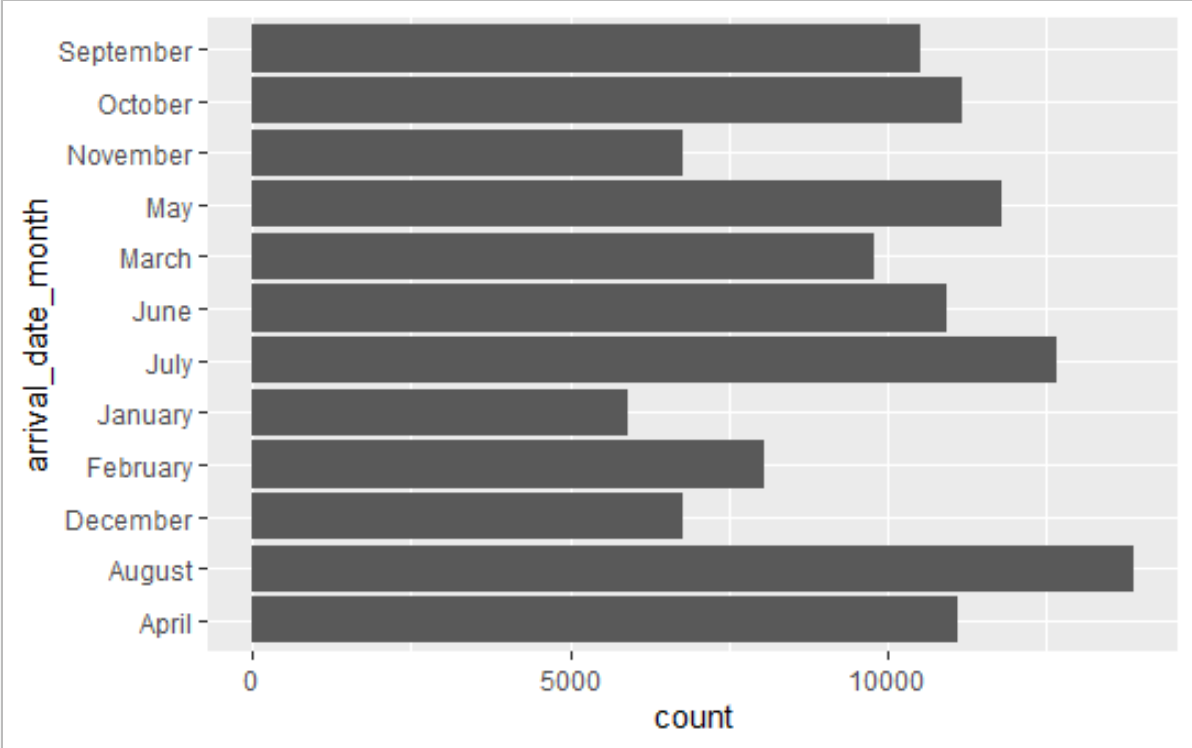 September
October
November
May
March
June
July
January
February
December
August
April
arrival_date_month
0 5000 10000
count